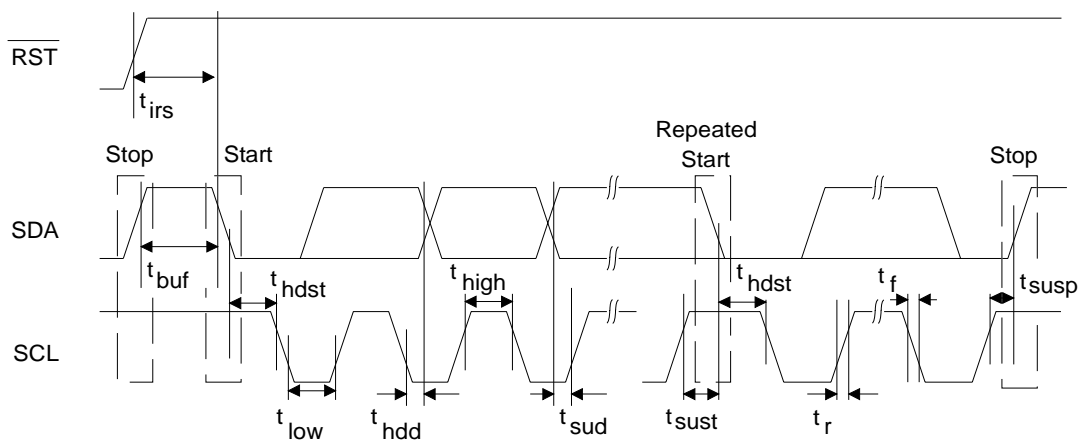 RST
t irs
Repeated
Stop Start Start Stop
SDA
t buf t hdst t high t hdst t f t susp
SCL
t low t hdd t sud t sust t r